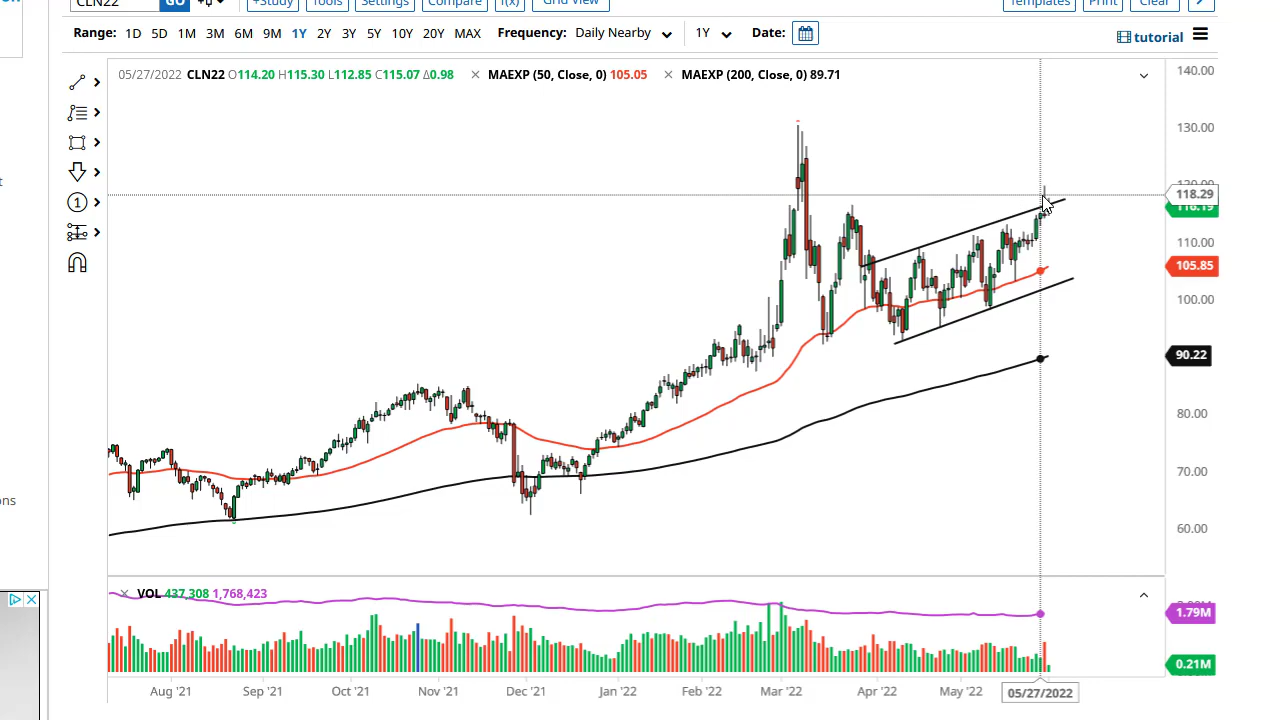 CLN22 GO +Study Tools Settings Compare f(x) Grid View Templates Print Clear
Range: 1D 5D 1M 3M 6M 9M 1Y 2Y 3Y 5Y 10Y 20Y MAX Frequency: Daily Nearby 1Y Date: tutorial
05/27/2022 CLN22 O114.20 H115.30 L112.85 C115.07 Δ0.98 × MAEXP (50, Close, 0) 105.05 × MAEXP (200, Close, 0) 89.71
140.00
130.00
120.00
118.29
110.00
105.85
100.00
90.22
80.00
70.00
60.00
× VOL 437,308 1,768,423
1.79M
0.21M
Aug '21 Sep '21 Oct '21 Nov '21 Dec '21 Jan '22 Feb '22 Mar '22 Apr '22 May '22 05/27/2022
ons